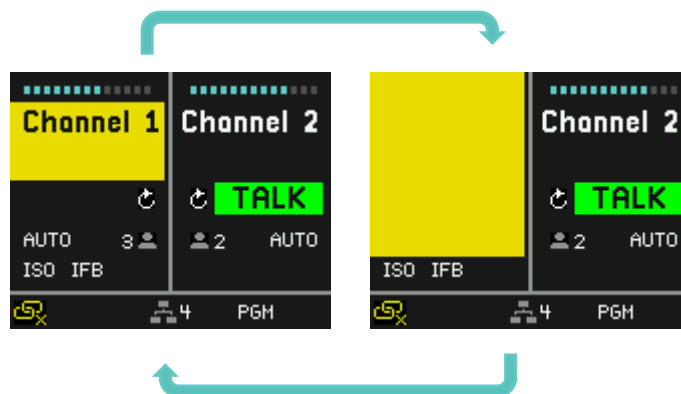 Channel 1
AUTO 3
ISO IFB
Channel 2
TALK
2 AUTO
4 PGM
Channel 2
TALK
2 AUTO
ISO IFB
4 PGM